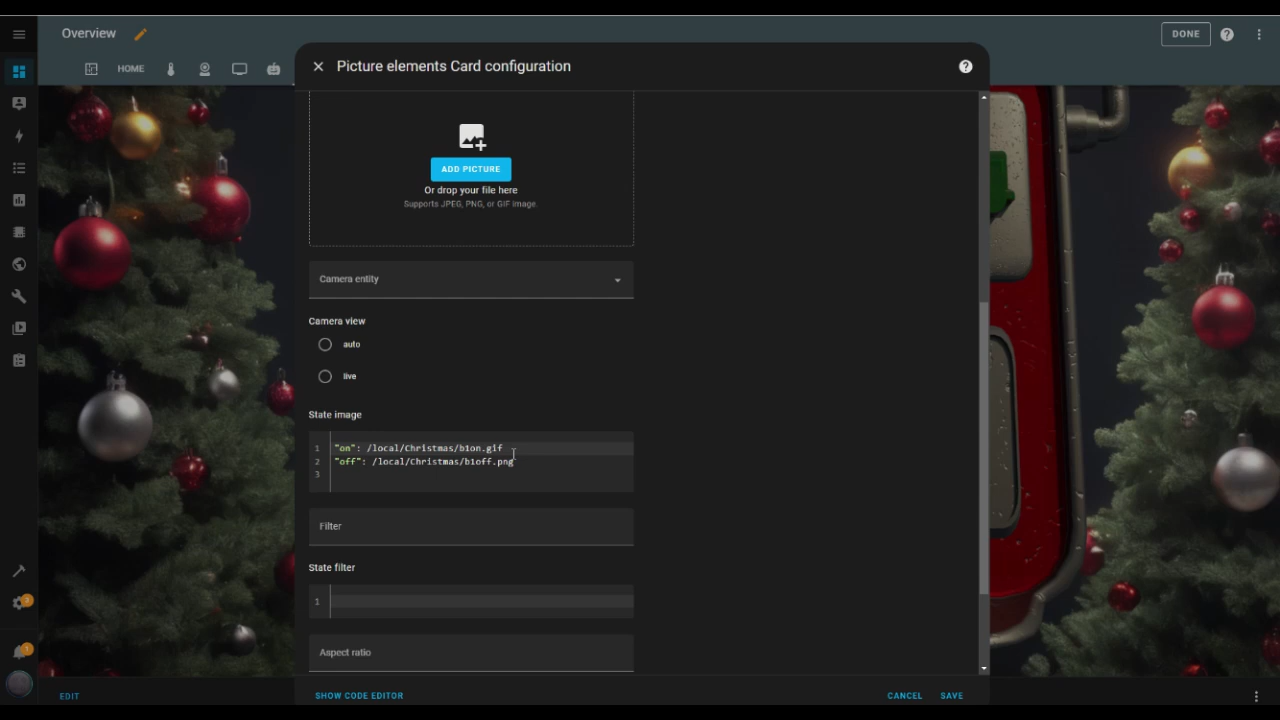 Overview
DONE
HOME
Picture elements Card configuration
ADD PICTURE
Or drop your file here
Supports JPEG, PNG, or GIF image.
Camera entity
Camera view
auto
live
State image
1 "on": /local/Christmas/b1on.gif
2 "off": /local/Christmas/b1off.png
3
Filter
State filter
1
Aspect ratio
EDIT
SHOW CODE EDITOR
CANCEL
SAVE